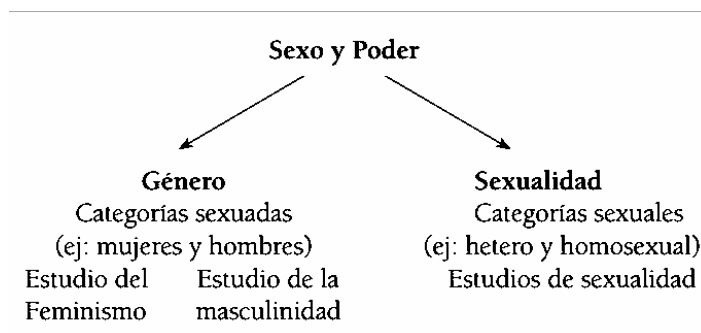 Sexo y Poder
Género
Categorías sexuadas
(ej: mujeres y hombres)
Estudio del Feminismo
Estudio de la masculinidad
Sexualidad
Categorías sexuales
(ej: hetero y homosexual)
Estudios de sexualidad